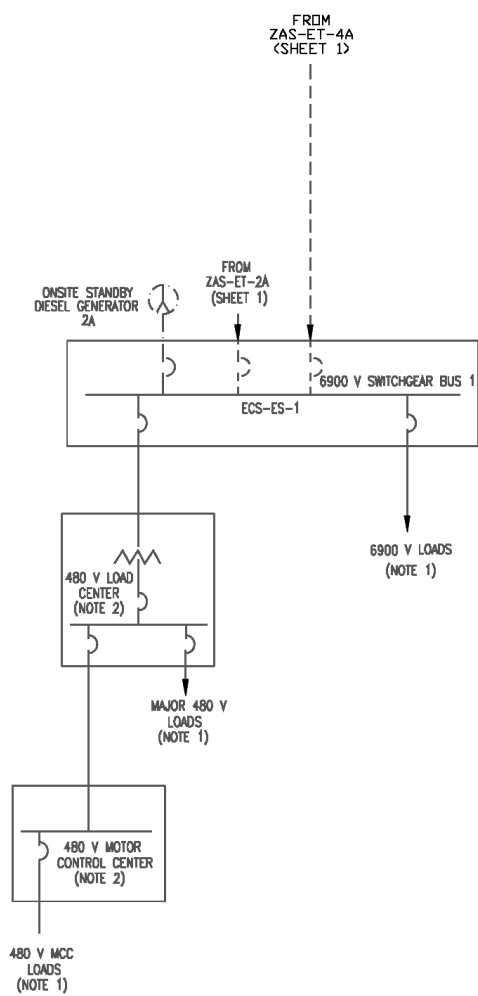 FROM
ZAS-ET-4A
(SHEET 1)
FROM
ZAS-ET-2A
(SHEET 1)
ONSITE STANDBY
DIESEL GENERATOR
2A
6900 V SWITCHGEAR BUS 1
ECS-ES-1
6900 V LOADS
(NOTE 1)
480 V LOAD
CENTER
(NOTE 2)
MAJOR 480 V
LOADS
(NOTE 1)
480 V MOTOR
CONTROL CENTER
(NOTE 2)
480 V MCC
LOADS
(NOTE 1)